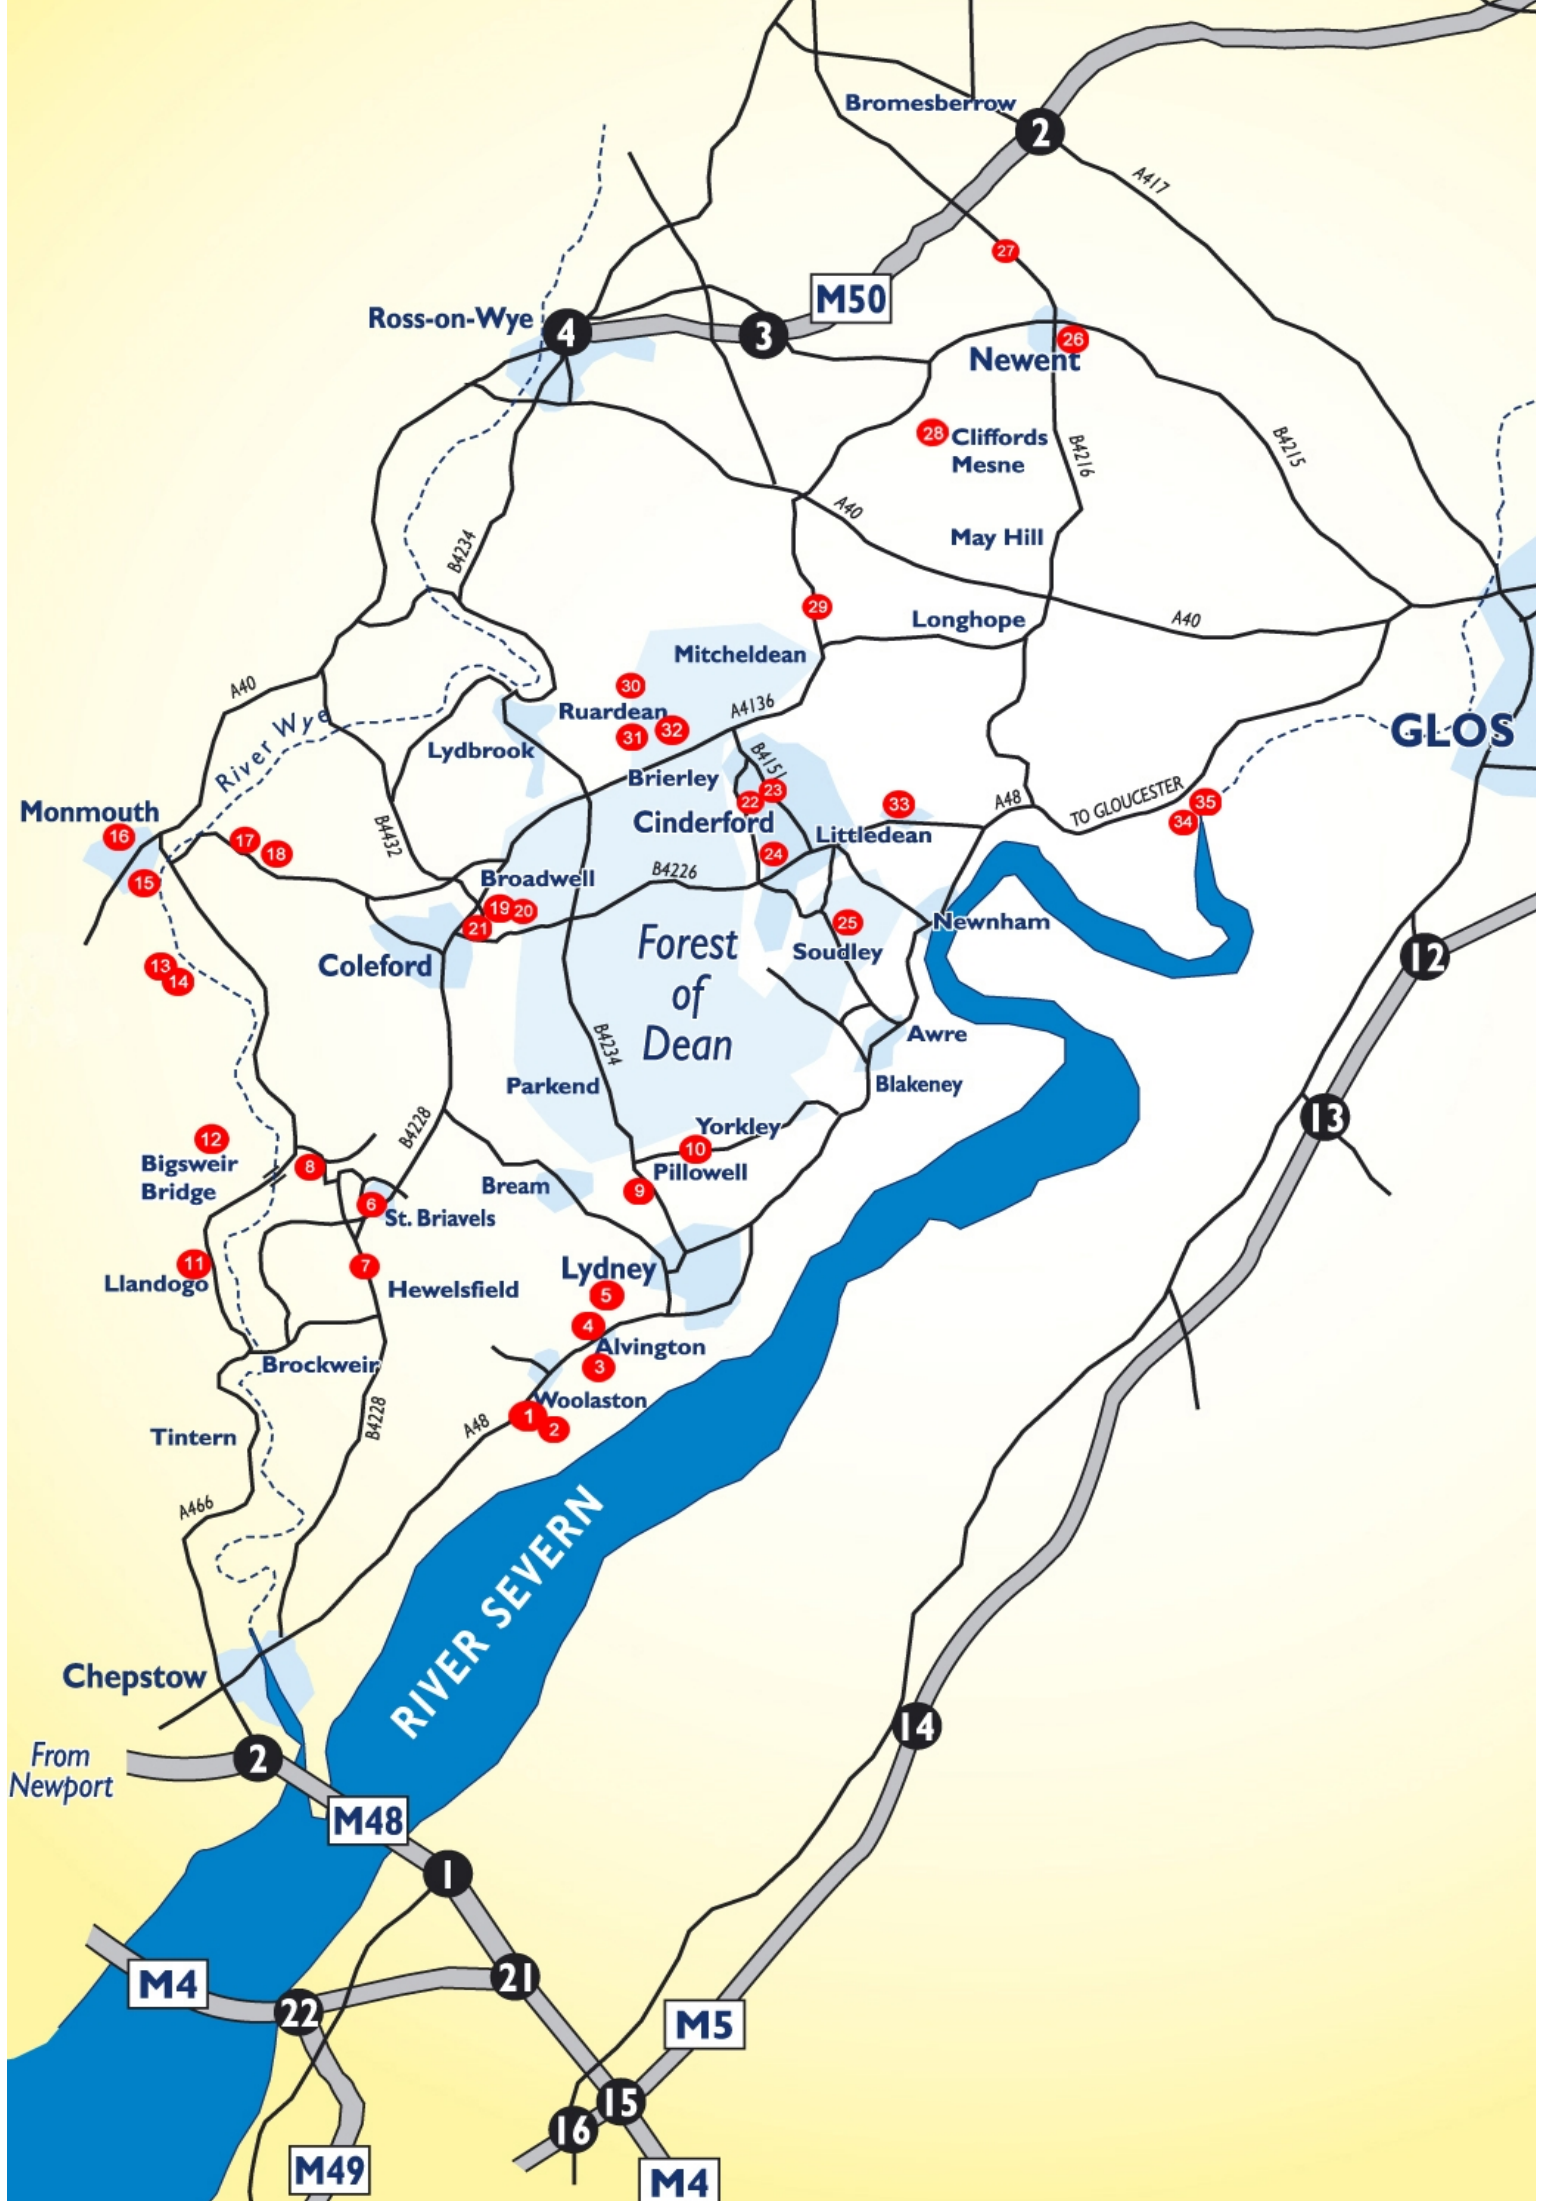 Bromesberrow
2
A417
27
M50
Ross-on-Wye
4
3
26
Newent
28
Cliffords
Mesne
B4216
B4215
A40
May Hill
B4234
29
Longhope
A40
Mitcheldean
A40
30
Ruardean
31
32
A4136
River Wye
Lydbrook
B4151
Brierley
GLOS
Monmouth
16
17
18
B4432
22
23
Cinderford
33
Littledean
A48
TO GLOUCESTER
35
34
24
15
Broadwell
B4226
19
20
21
25
Newnham
Soudley
Forest
of
Dean
Coleford
13
14
12
Awre
B4234
Parkend
Blakeney
13
B4228
Yorkley
10
Pillowell
12
Bigsweir
Bridge
8
9
Bream
6
St. Briavels
11
Llandogo
7
Hewelsfield
Lydney
5
4
Alvington
3
Brockweir
Woolaston
1
2
A48
B4228
Tintern
A466
RIVER SEVERN
Chepstow
14
From
Newport
2
M48
1
M4
21
22
M5
15
16
M49
M4